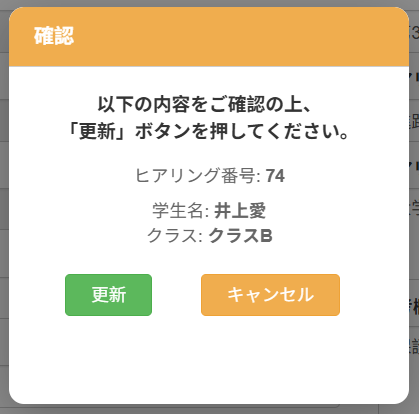 確認
以下の内容をご確認の上、
「更新」ボタンを押してください。
ヒアリング番号: 74
学生名: 井上愛
クラス: クラスB
更新
キャンセル